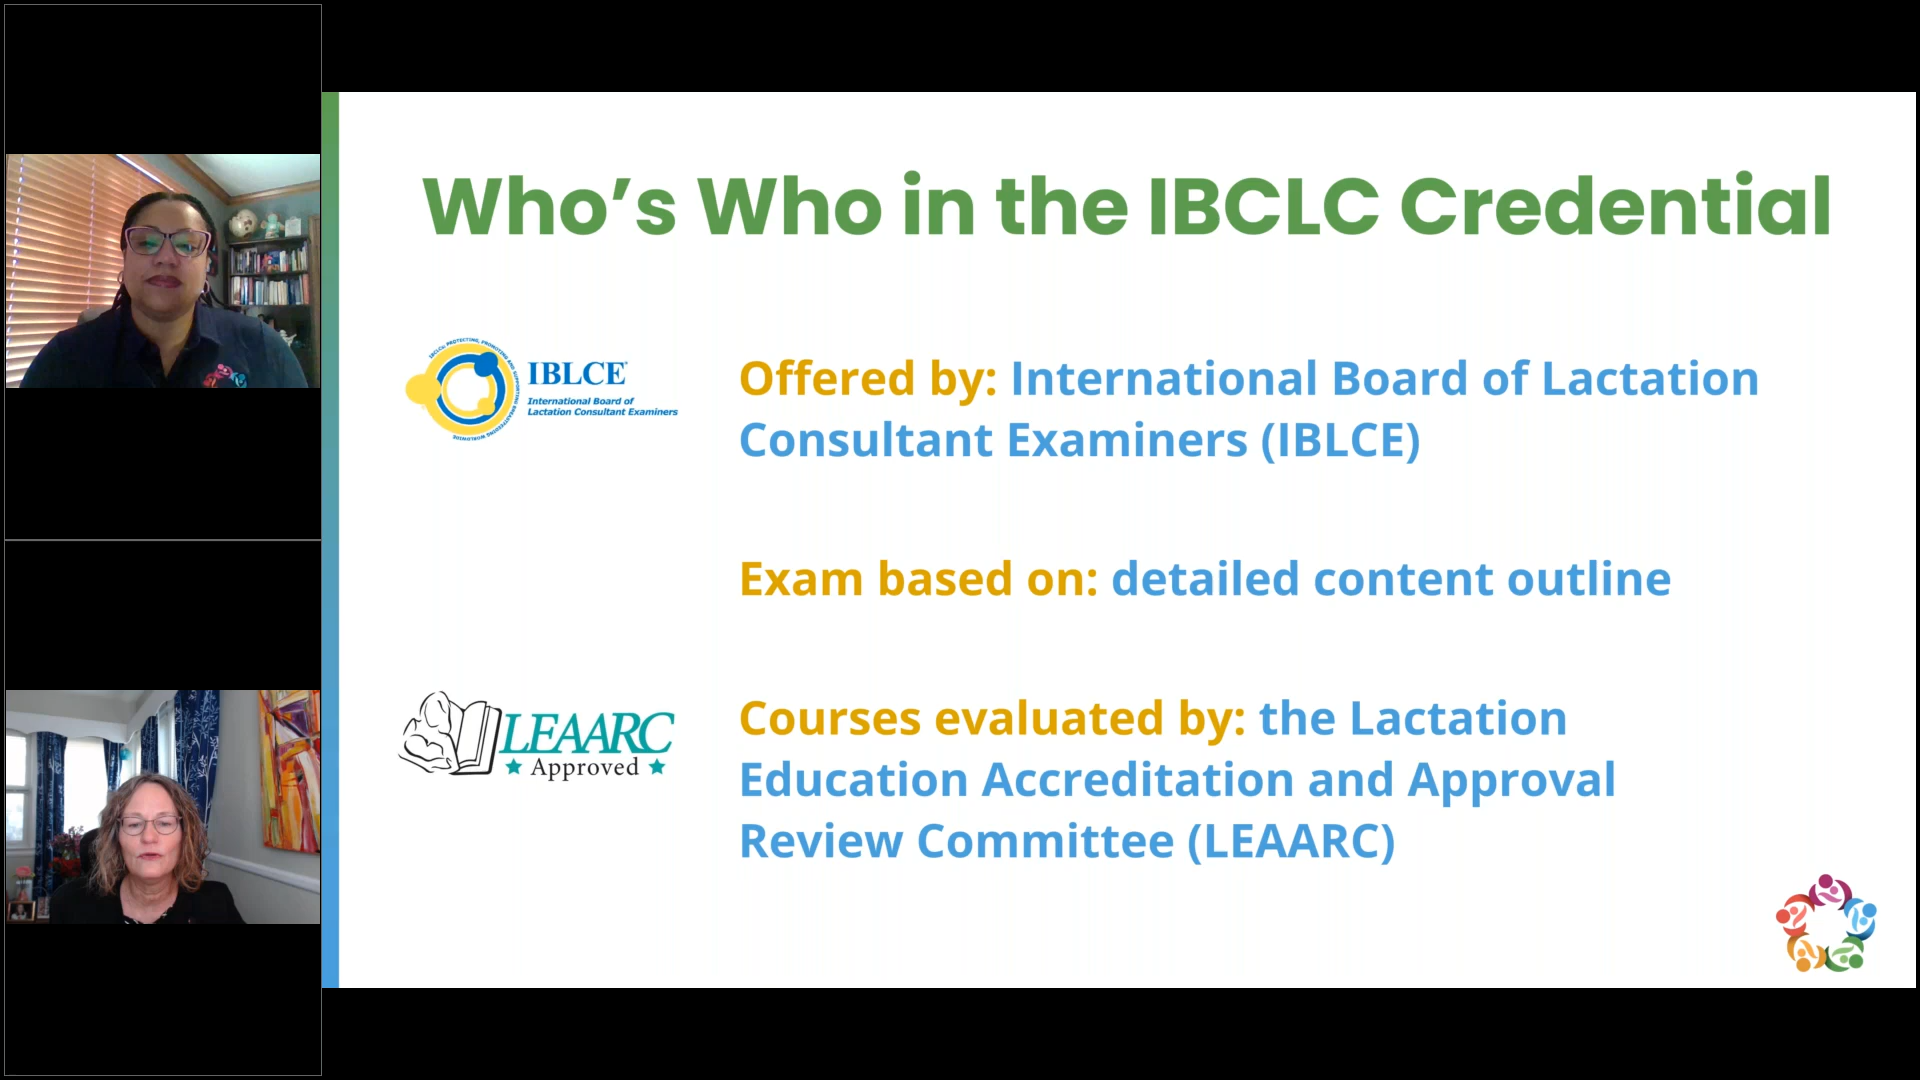 Who’s Who in the IBCLC Credential
IBLCE
International Board of
Lactation Consultant Examiners
Offered by: International Board of Lactation
Consultant Examiners (IBLCE)
Exam based on: detailed content outline
LEAARC
Approved
Courses evaluated by: the Lactation
Education Accreditation and Approval
Review Committee (LEAARC)